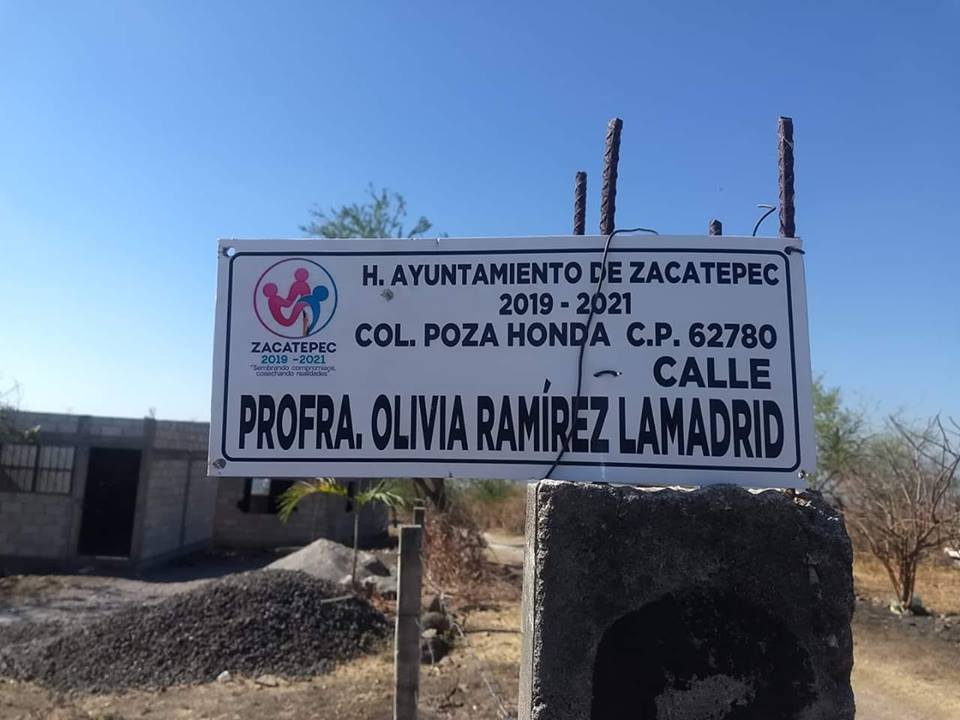 H. AYUNTAMIENTO DE ZACATEPEC
2019 - 2021
COL. POZA HONDA C.P. 62780
CALLE
PROFRA. OLIVIA RAMÍREZ LAMADRID
ZACATEPEC
2019 - 2021
"Sembrando compromisos,
cosechando realidades"